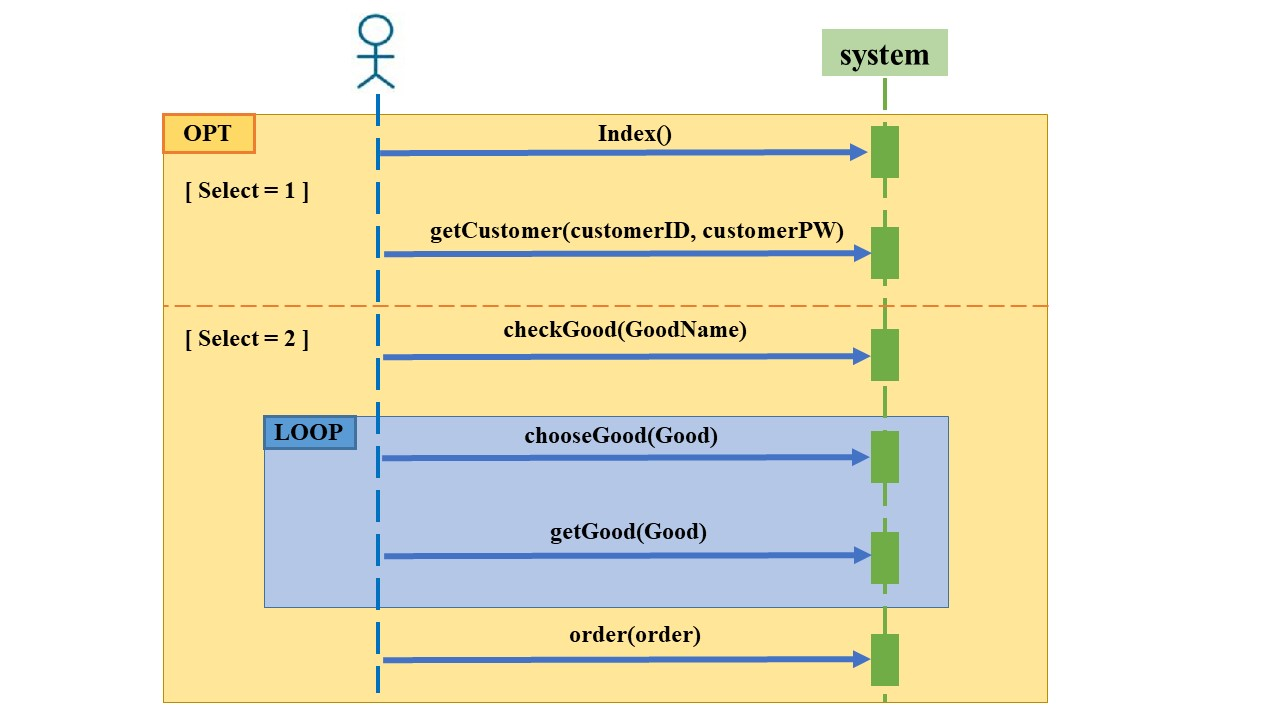 system
OPT
Index()
[ Select = 1 ]
getCustomer(customerID, customerPW)
[ Select = 2 ]
checkGood(GoodName)
LOOP
chooseGood(Good)
getGood(Good)
order(order)